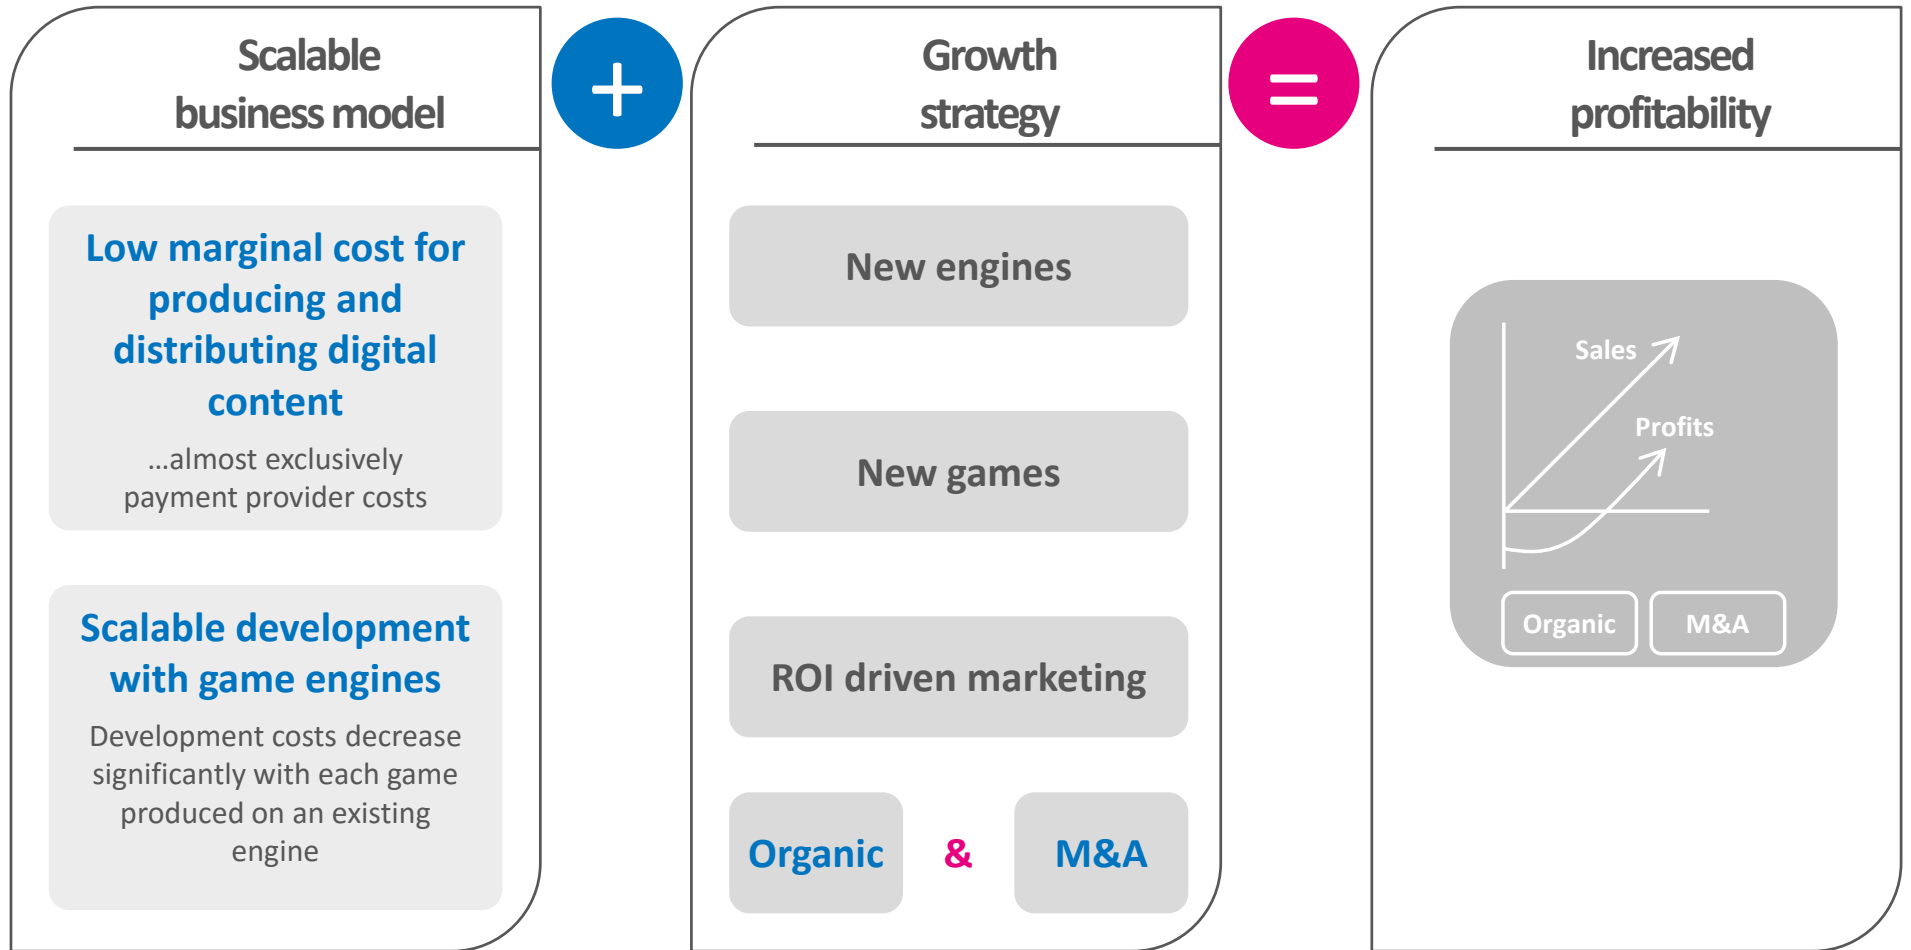 Scalable
business model
Low marginal cost for
producing and
distributing digital
content
...almost exclusively
payment provider costs
Scalable development
with game engines
Development costs decrease
significantly with each game
produced on an existing
engine
+
Growth
strategy
New engines
New games
ROI driven marketing
Organic & M&A
=
Increased
profitability
Sales
Profits
Organic M&A